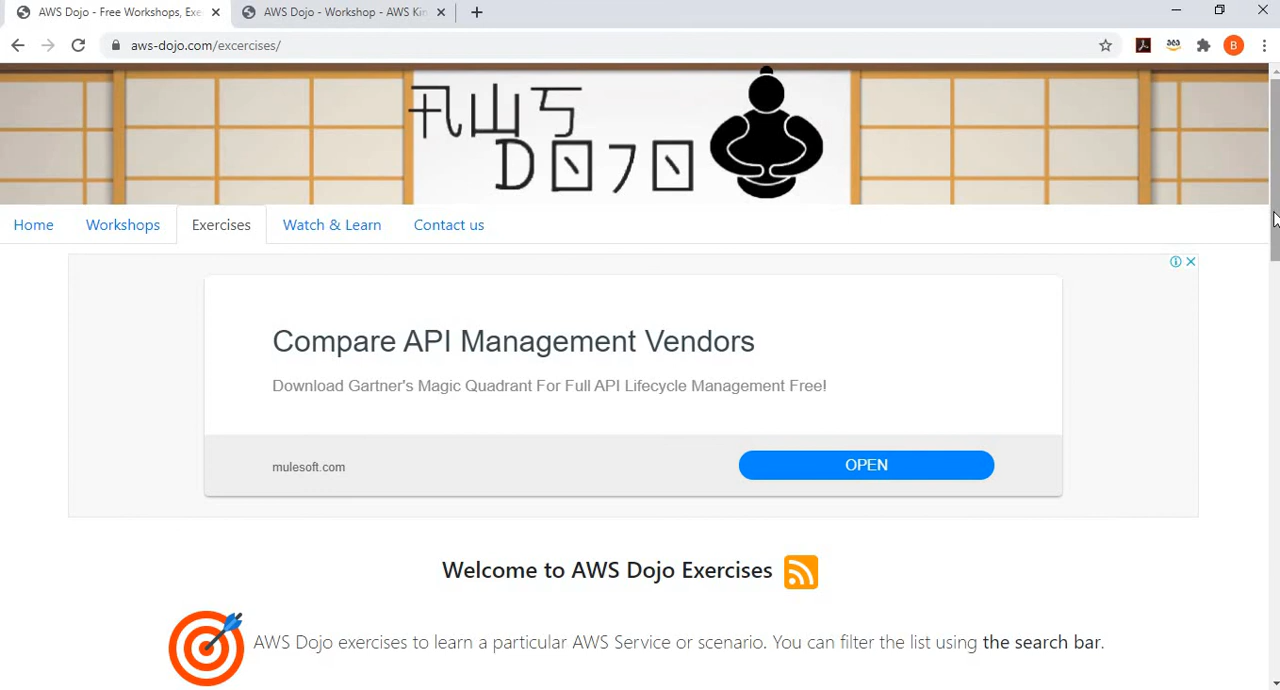 AWS Dojo - Free Workshops, Exe
AWS Dojo - Workshop - AWS Kin
aws-dojo.com/excercises/
B
AWS
DOJO
Home Workshops Exercises Watch & Learn Contact us
Compare API Management Vendors
Download Gartner's Magic Quadrant For Full API Lifecycle Management Free!
mulesoft.com
OPEN
Welcome to AWS Dojo Exercises
AWS Dojo exercises to learn a particular AWS Service or scenario. You can filter the list using the search bar.